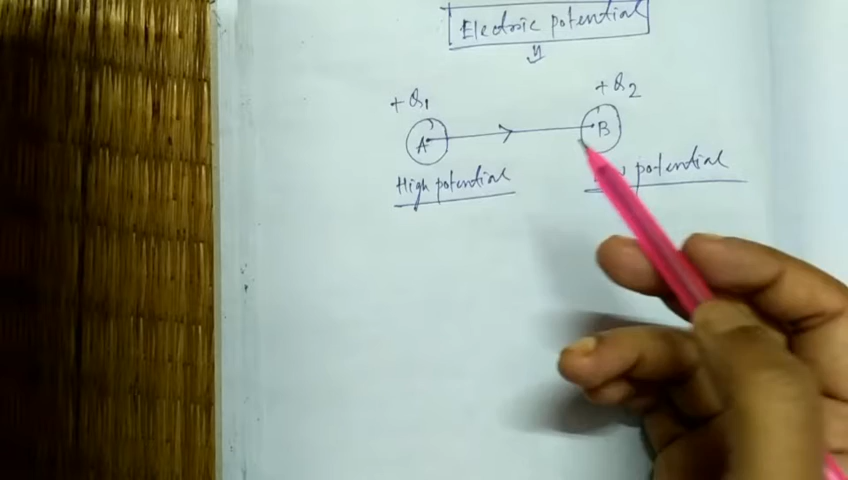 Electric potential
+Q1
+Q2
A
B
High potential
potential